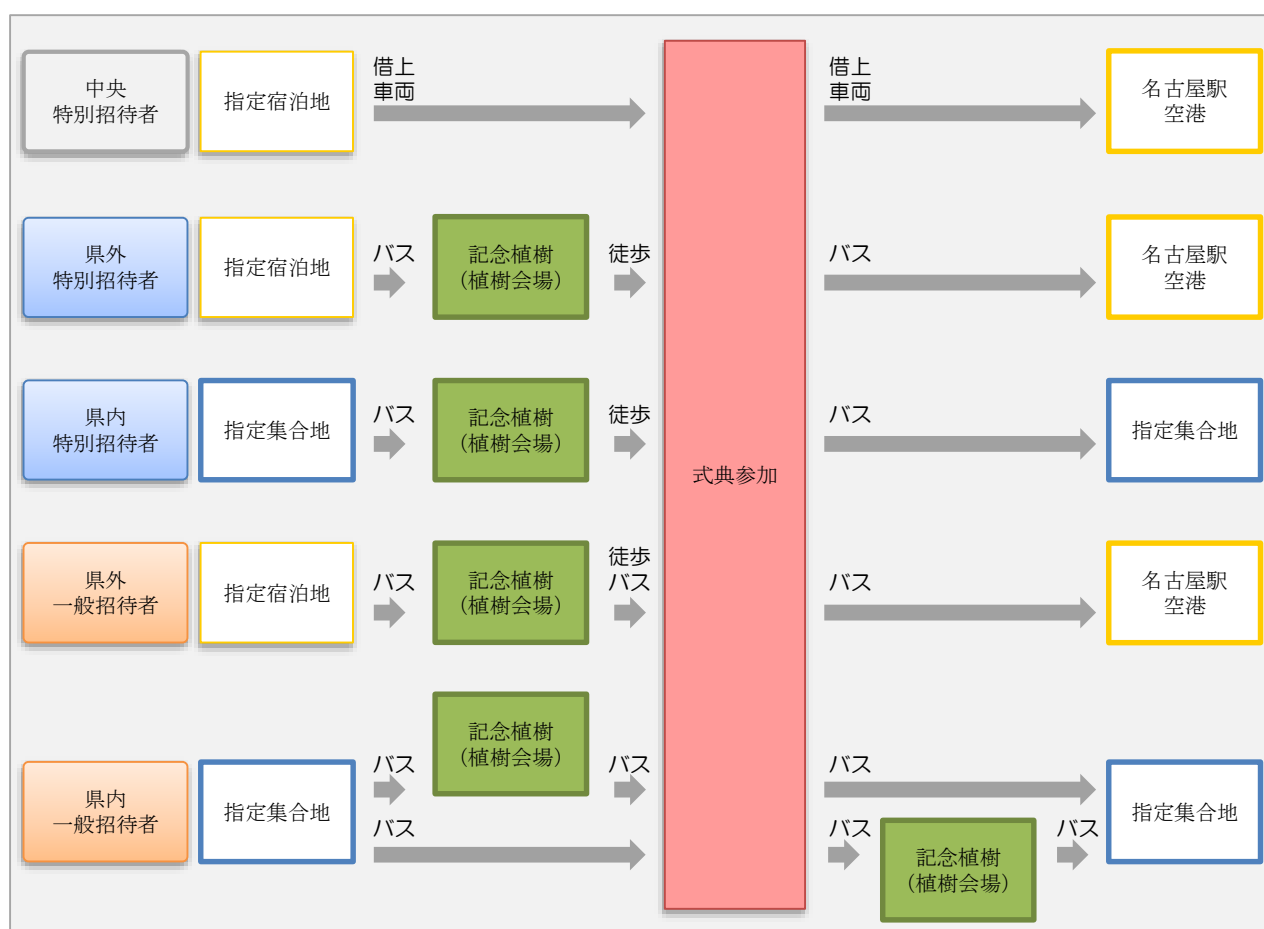 中央
特別招待者
指定宿泊地
借上
車両
借上
車両
名古屋駅
空港
県外
特別招待者
指定宿泊地
バス
記念植樹
(植樹会場)
徒歩
バス
名古屋駅
空港
県内
特別招待者
指定集合地
バス
記念植樹
(植樹会場)
徒歩
式典参加
バス
指定集合地
県外
一般招待者
指定宿泊地
バス
記念植樹
(植樹会場)
徒歩
バス
バス
名古屋駅
空港
県内
一般招待者
指定集合地
バス
記念植樹
(植樹会場)
バス
バス
バス
バス
記念植樹
(植樹会場)
バス
指定集合地